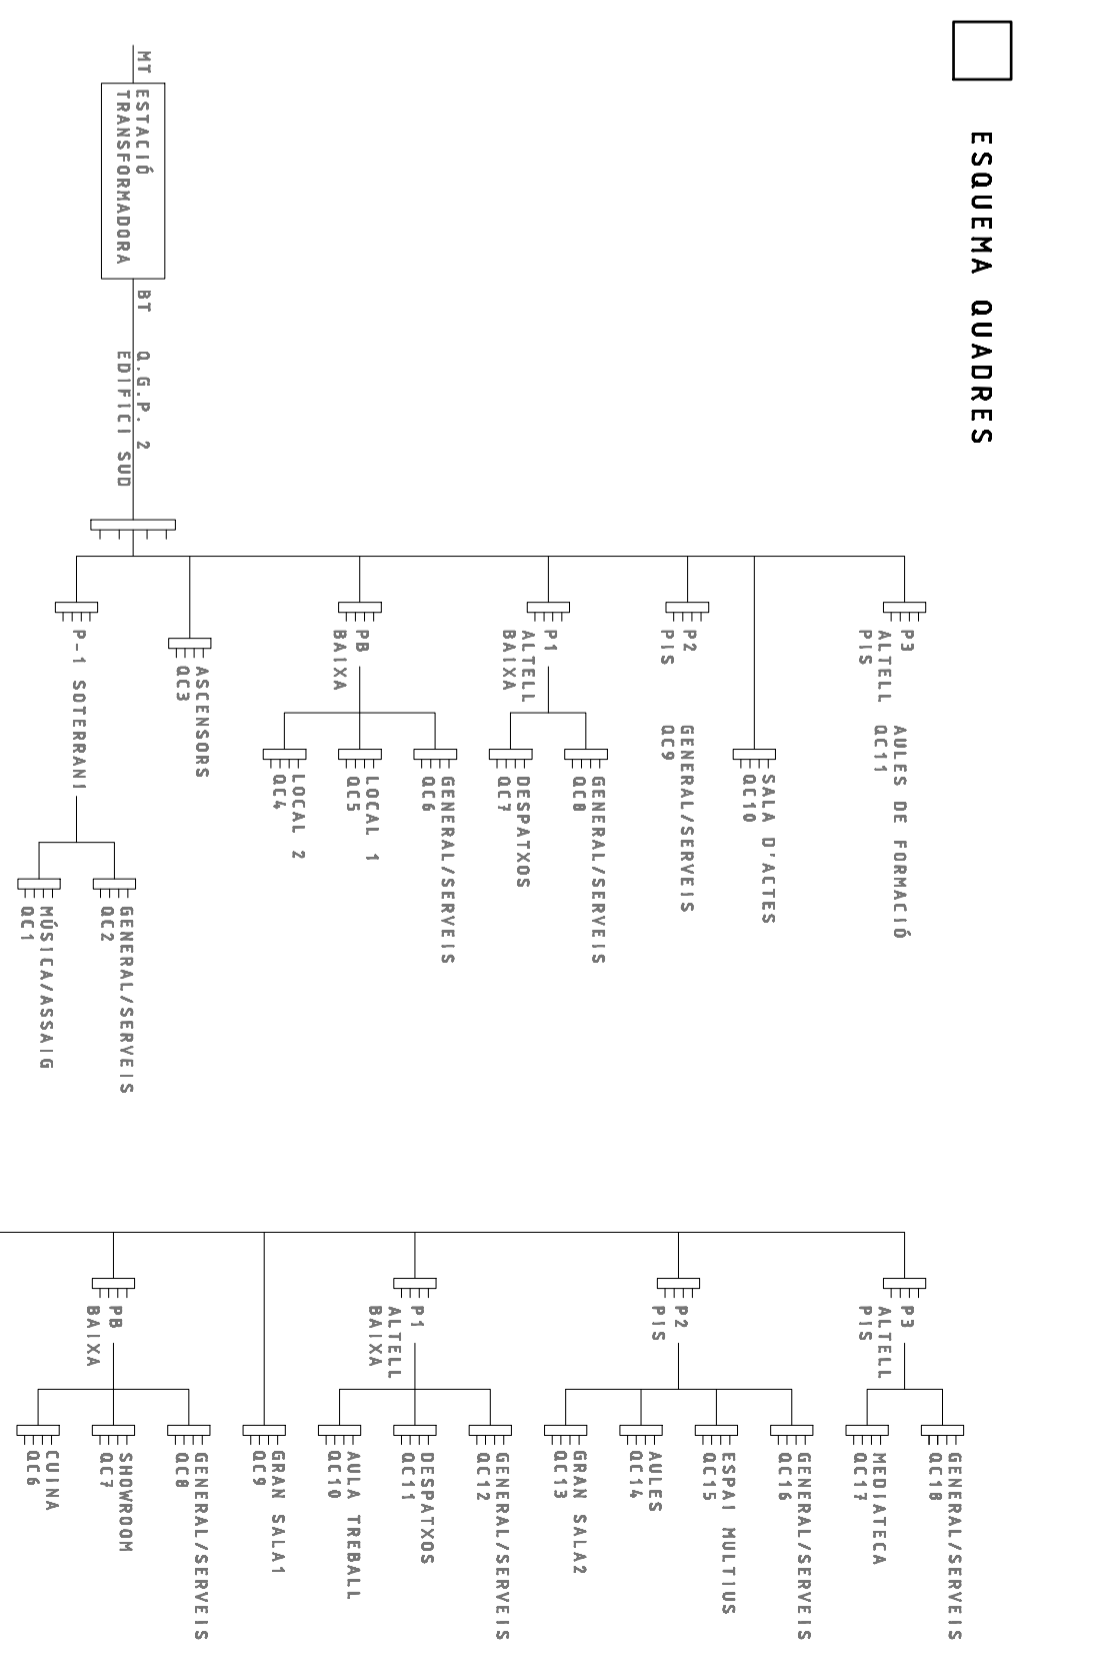 ESQUEMA QUADRES
MT
ESTACIÓ
TRANSFORMADORA
BT
Q.G.P. 2
EDIFICI SUD
P3
ALTELL
PIS
AULES DE FORMACIÓ
QC11
SALA D'ACTES
QC10
P2
PIS
GENERAL/SERVEIS
QC9
P1
ALTELL
BAIXA
GENERAL/SERVEIS
QC8
DESPATXOS
QC7
PB
BAIXA
GENERAL/SERVEIS
QC6
LOCAL 1
QC5
LOCAL 2
QC4
ASCENSORS
QC3
P-1 SOTERRANI
GENERAL/SERVEIS
QC2
MÚSICA/ASSAIG
QC1
P3
ALTELL
PIS
GENERAL/SERVEIS
QC18
MEDIATECA
QC17
P2
PIS
GENERAL/SERVEIS
QC16
ESPAI MULTIUS
QC15
AULES
QC14
GRAN SALA2
QC13
P1
ALTELL
BAIXA
GENERAL/SERVEIS
QC12
DESPATXOS
QC11
AULA TREBALL
QC10
GRAN SALA1
QC9
PB
BAIXA
GENERAL/SERVEIS
QC8
SHOWROOM
QC7
CUINA
QC6